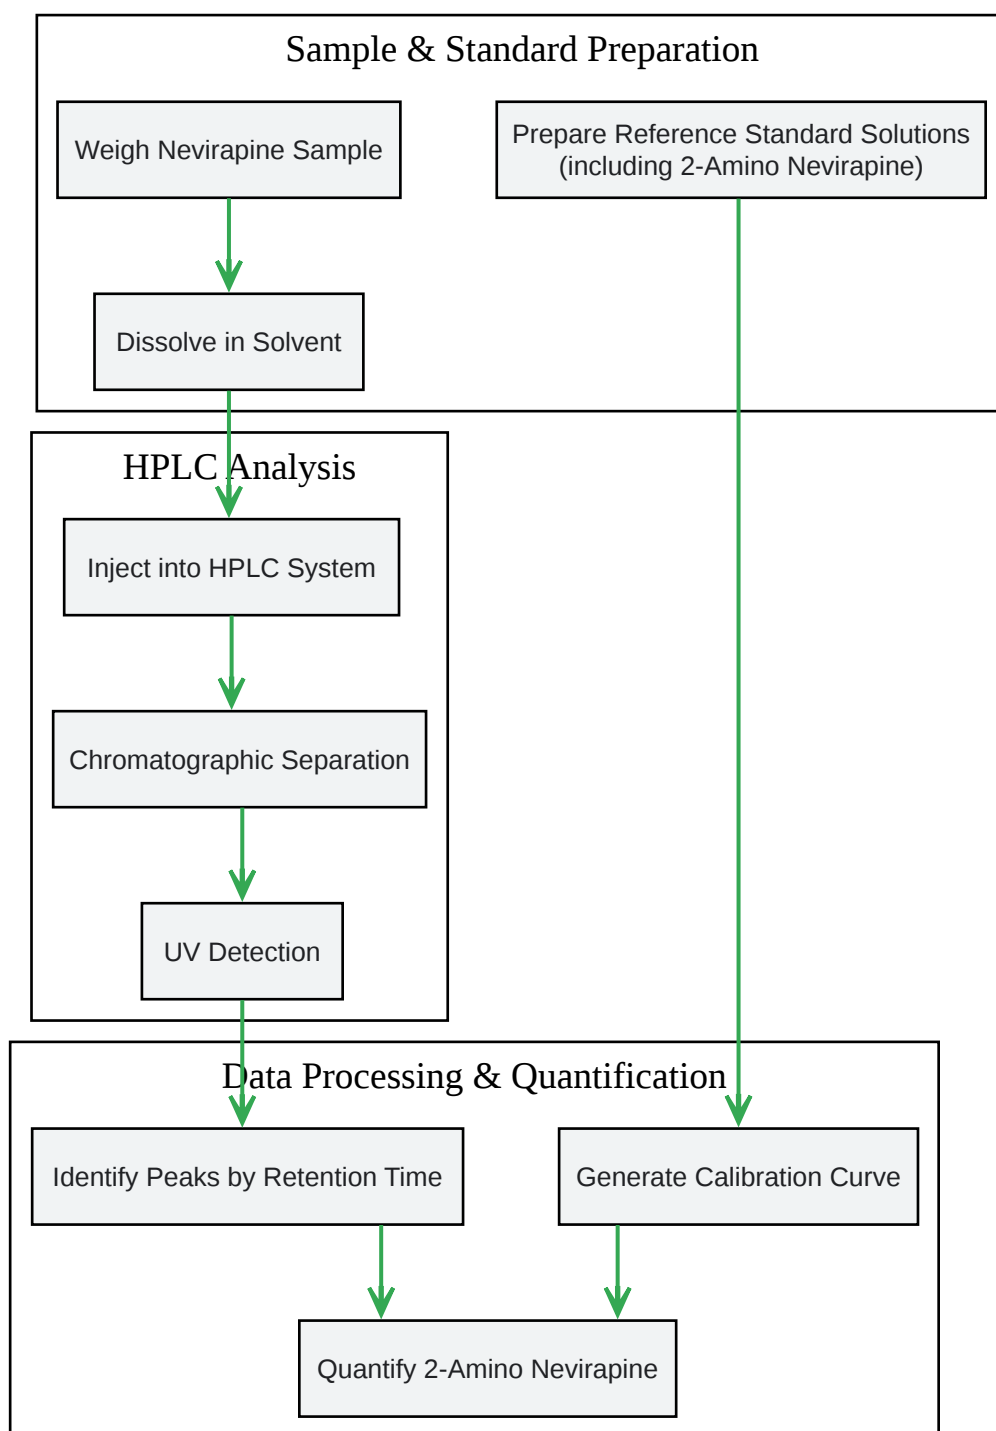 Sample & Standard Preparation
Weigh Nevirapine Sample
Prepare Reference Standard Solutions
(including 2-Amino Nevirapine)
Dissolve in Solvent
HPLC Analysis
Inject into HPLC System
Chromatographic Separation
UV Detection
Data Processing & Quantification
Identify Peaks by Retention Time
Generate Calibration Curve
Quantify 2-Amino Nevirapine